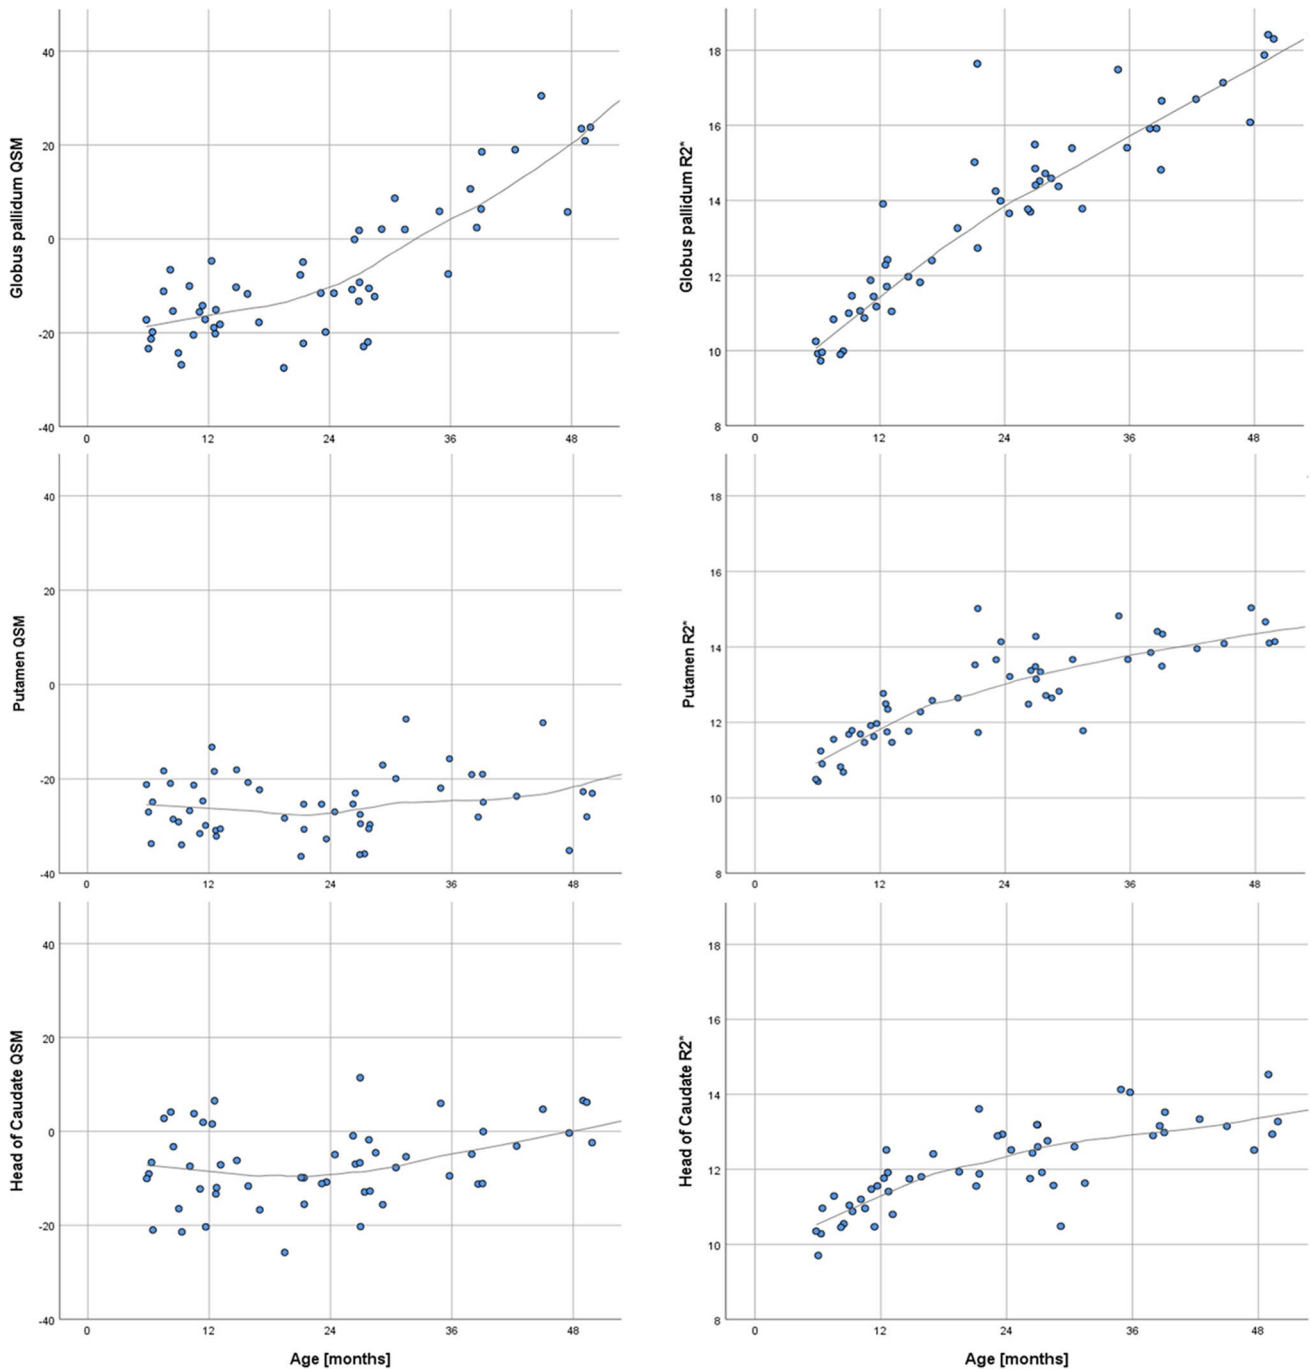 Globus pallidum QSM
40
20
0
-20
-40
0 12 24 36 48
Globus pallidum R2*
18
16
14
12
10
8
0 12 24 36 48
Putamen QSM
40
20
0
-20
-40
0 12 24 36 48
Putamen R2*
18
16
14
12
10
8
0 12 24 36 48
Head of Caudate QSM
40
20
0
-20
-40
0 12 24 36 48
Age [months]
Head of Caudate R2*
18
16
14
12
10
8
0 12 24 36 48
Age [months]